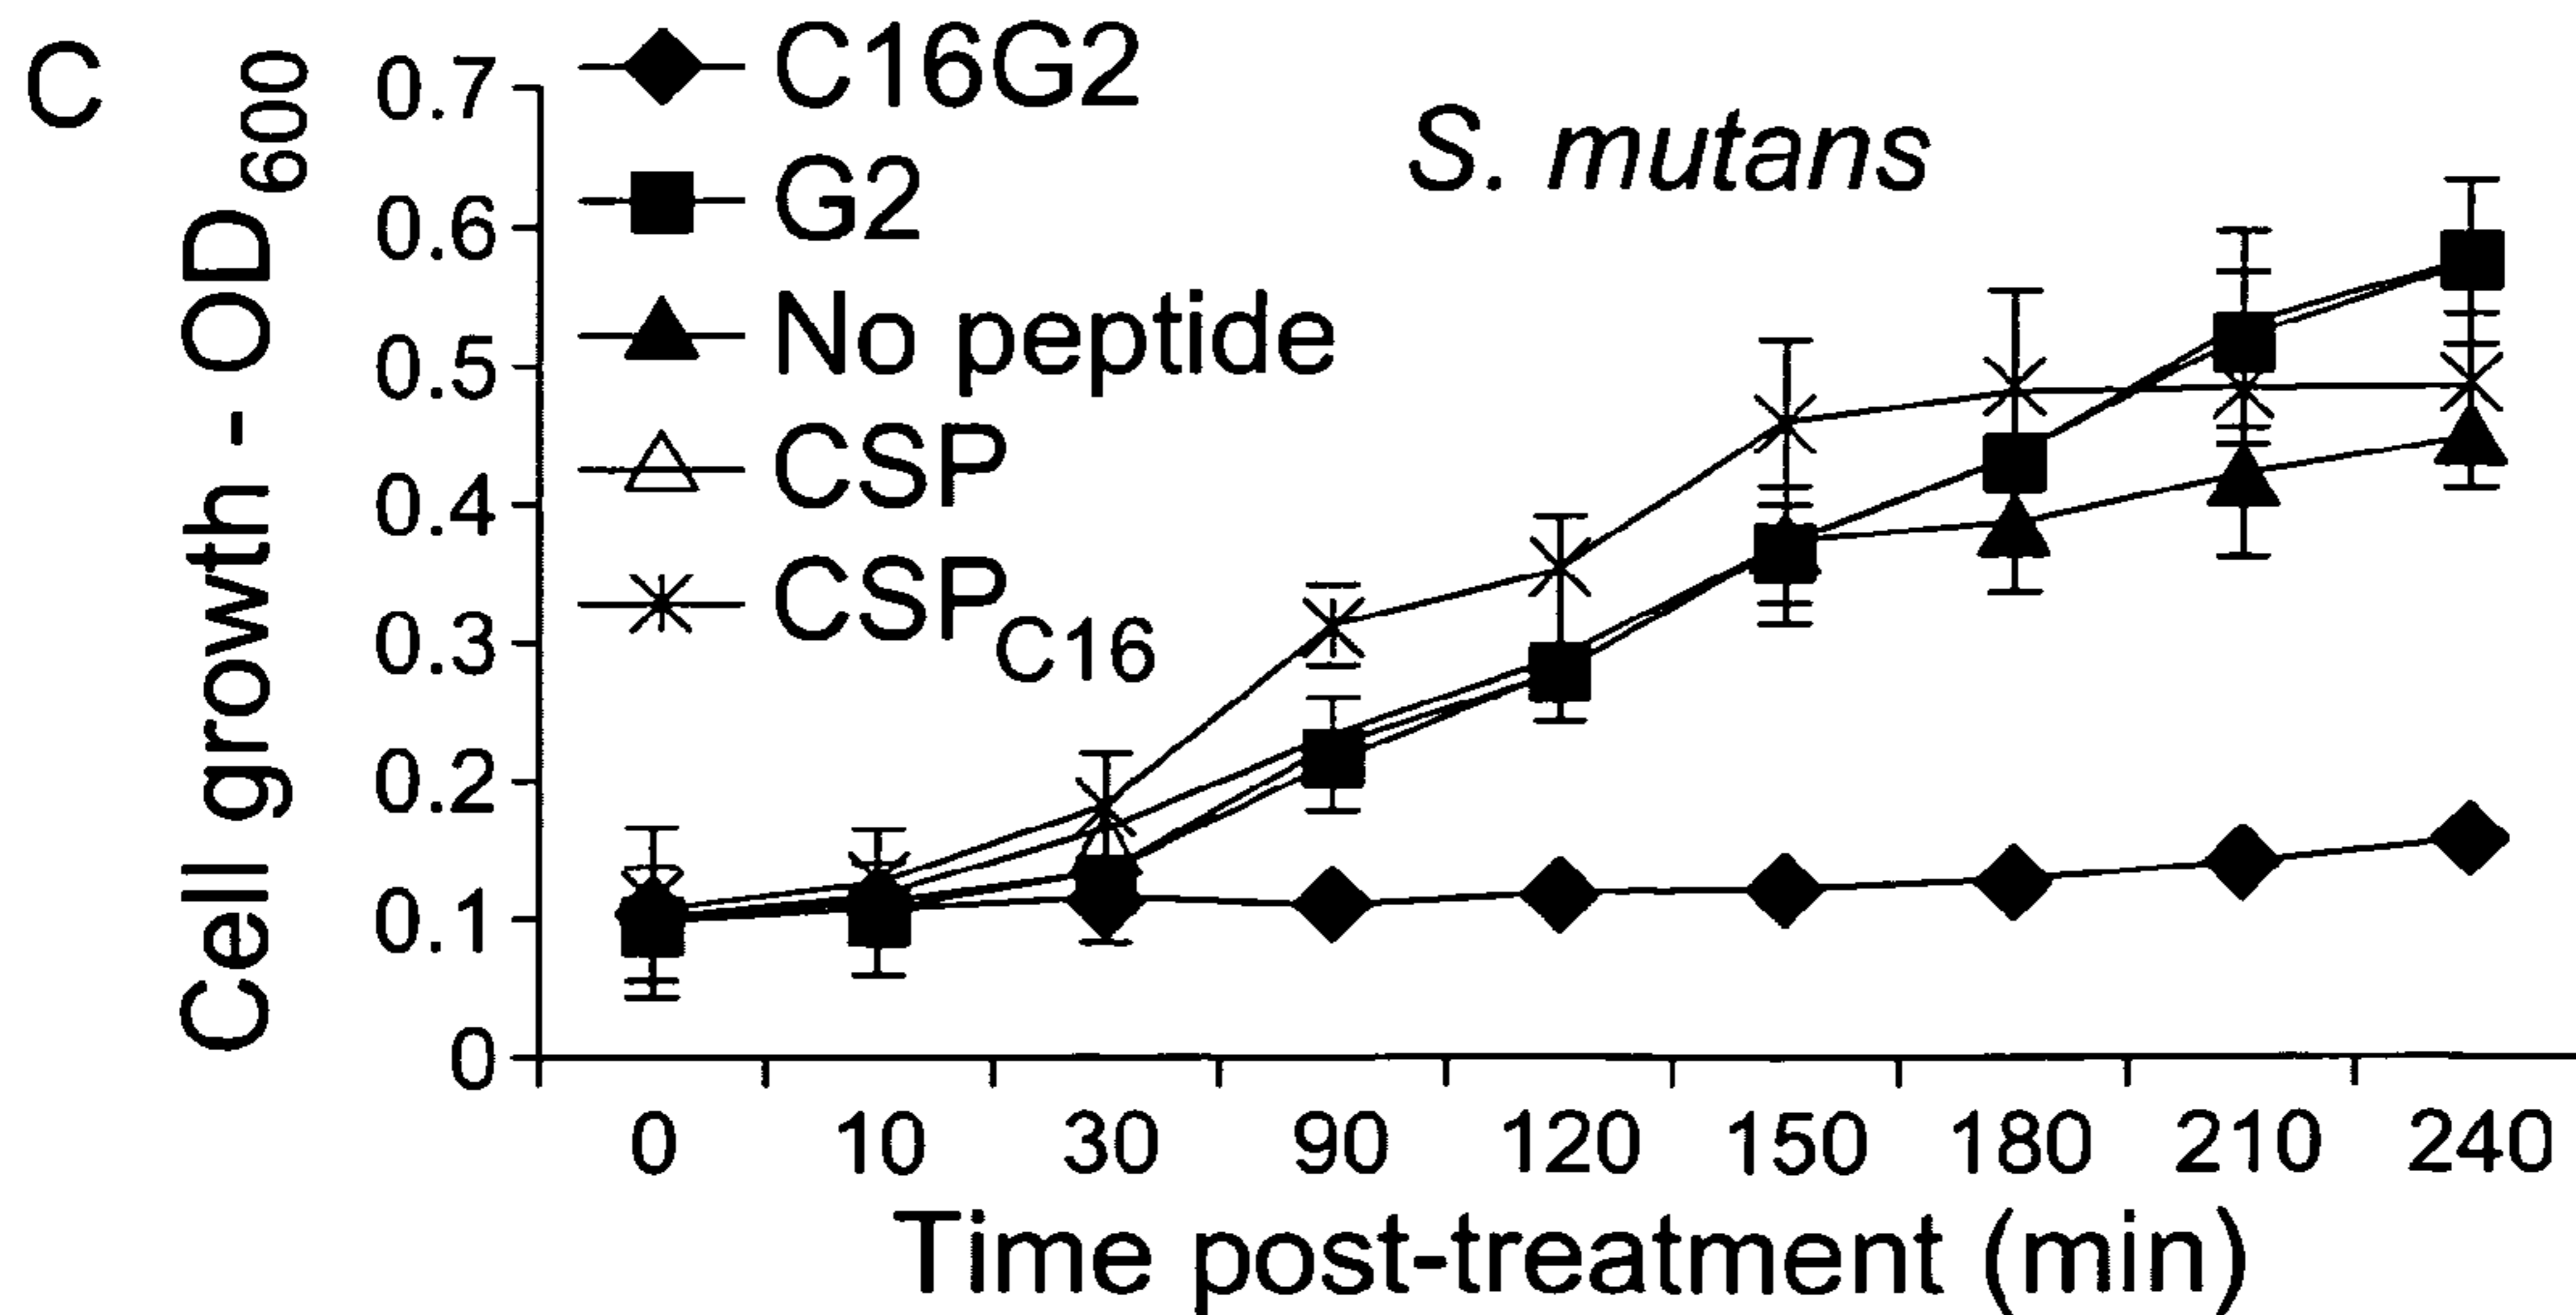 C
Cell growth - OD600
0.7
0.6
0.5
0.4
0.3
0.2
0.1
0
C16G2
G2
No peptide
CSP
CSPC16
S. mutans
0 10 30 90 120 150 180 210 240
Time post-treatment (min)